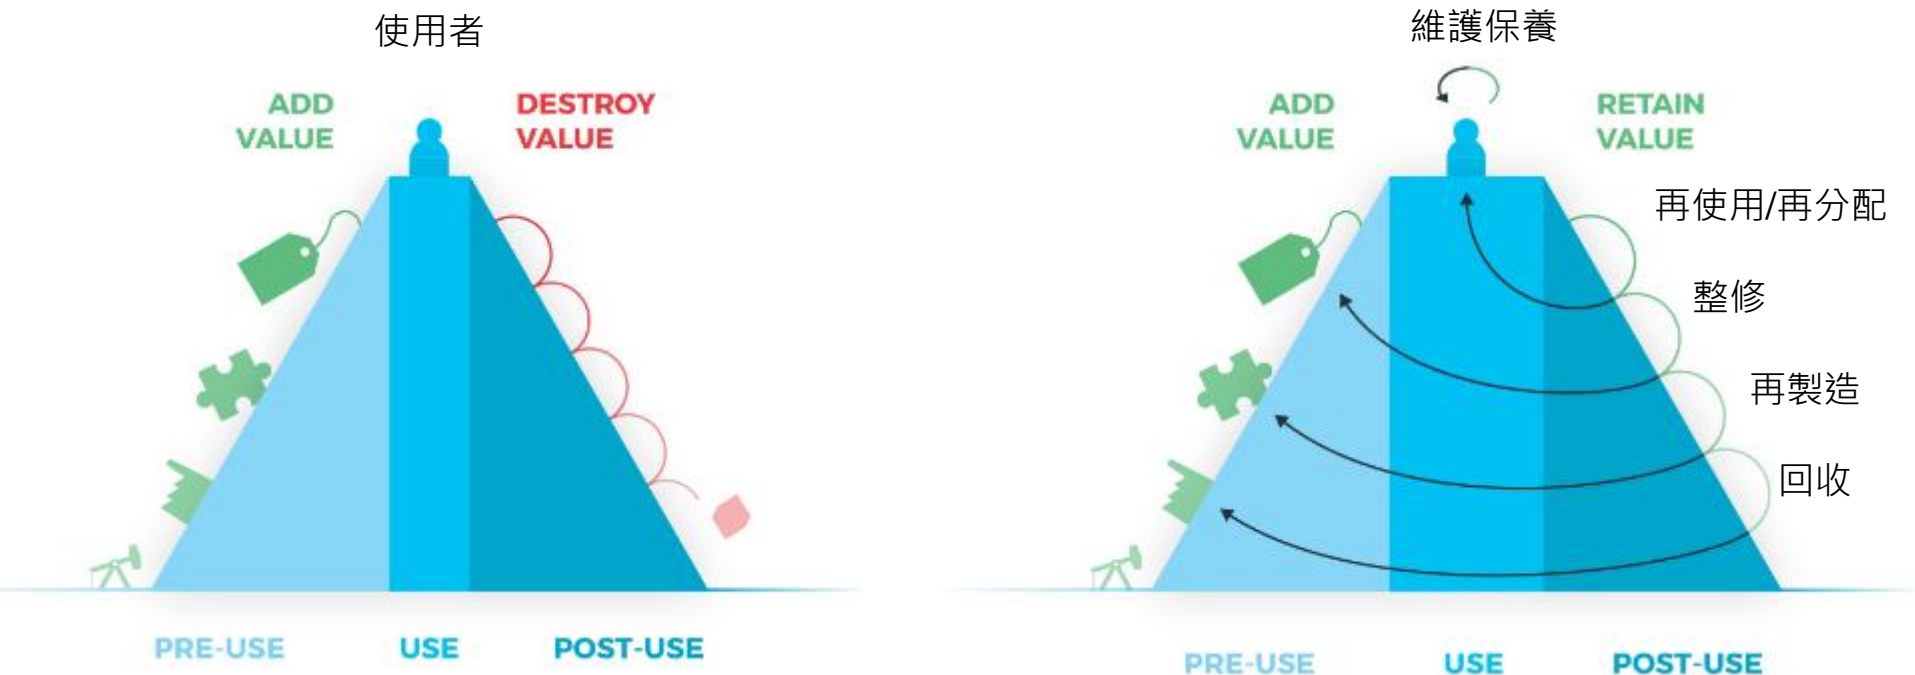 使用者
ADD
VALUE
DESTROY
VALUE
PRE-USE
USE
POST-USE
維護保養
ADD
VALUE
RETAIN
VALUE
再使用/再分配
整修
再製造
回收
PRE-USE
USE
POST-USE